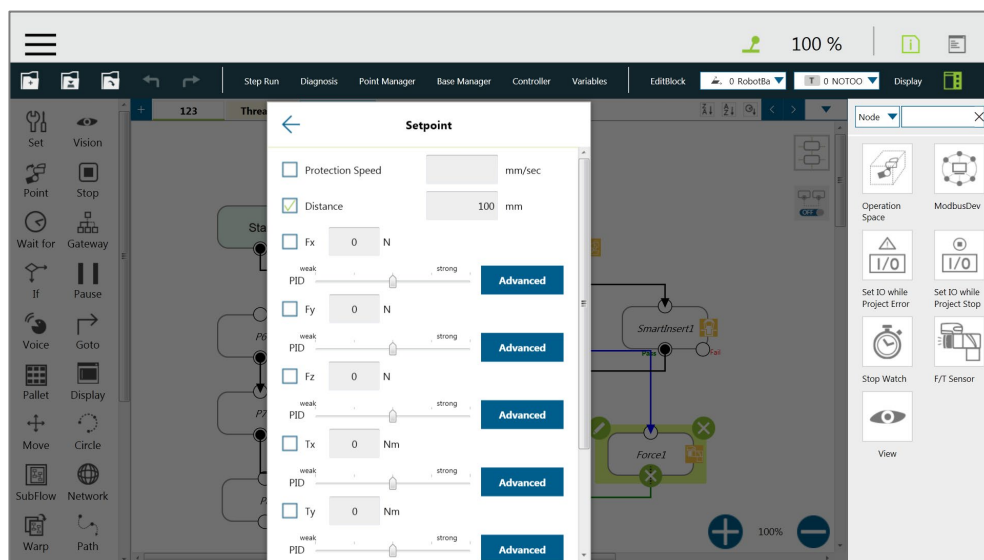 100 %
Step Run Diagnosis Point Manager Base Manager Controller Variables EditBlock 0 RobotBa T 0 NOTOO Display
+ 123 Threa
Set Vision
Point Stop
Wait for Gateway
If Pause
Voice Goto
Pallet Display
Move Circle
SubFlow Network
Warp Path
Sta
P7
Setpoint
Protection Speed mm/sec
Distance 100 mm
Fx 0 N
weak strong
PID Advanced
Fy 0 N
weak strong
PID Advanced
Fz 0 N
weak strong
PID Advanced
Tx 0 Nm
weak strong
PID Advanced
Ty 0 Nm
weak strong
PID Advanced
SmartInsert1
Pass Fail
Force1
100%
OFF
Node
Operation Space
ModbusDev
I/O I/O
Set IO while Project Error
Set IO while Project Stop
Stop Watch F/T Sensor
View